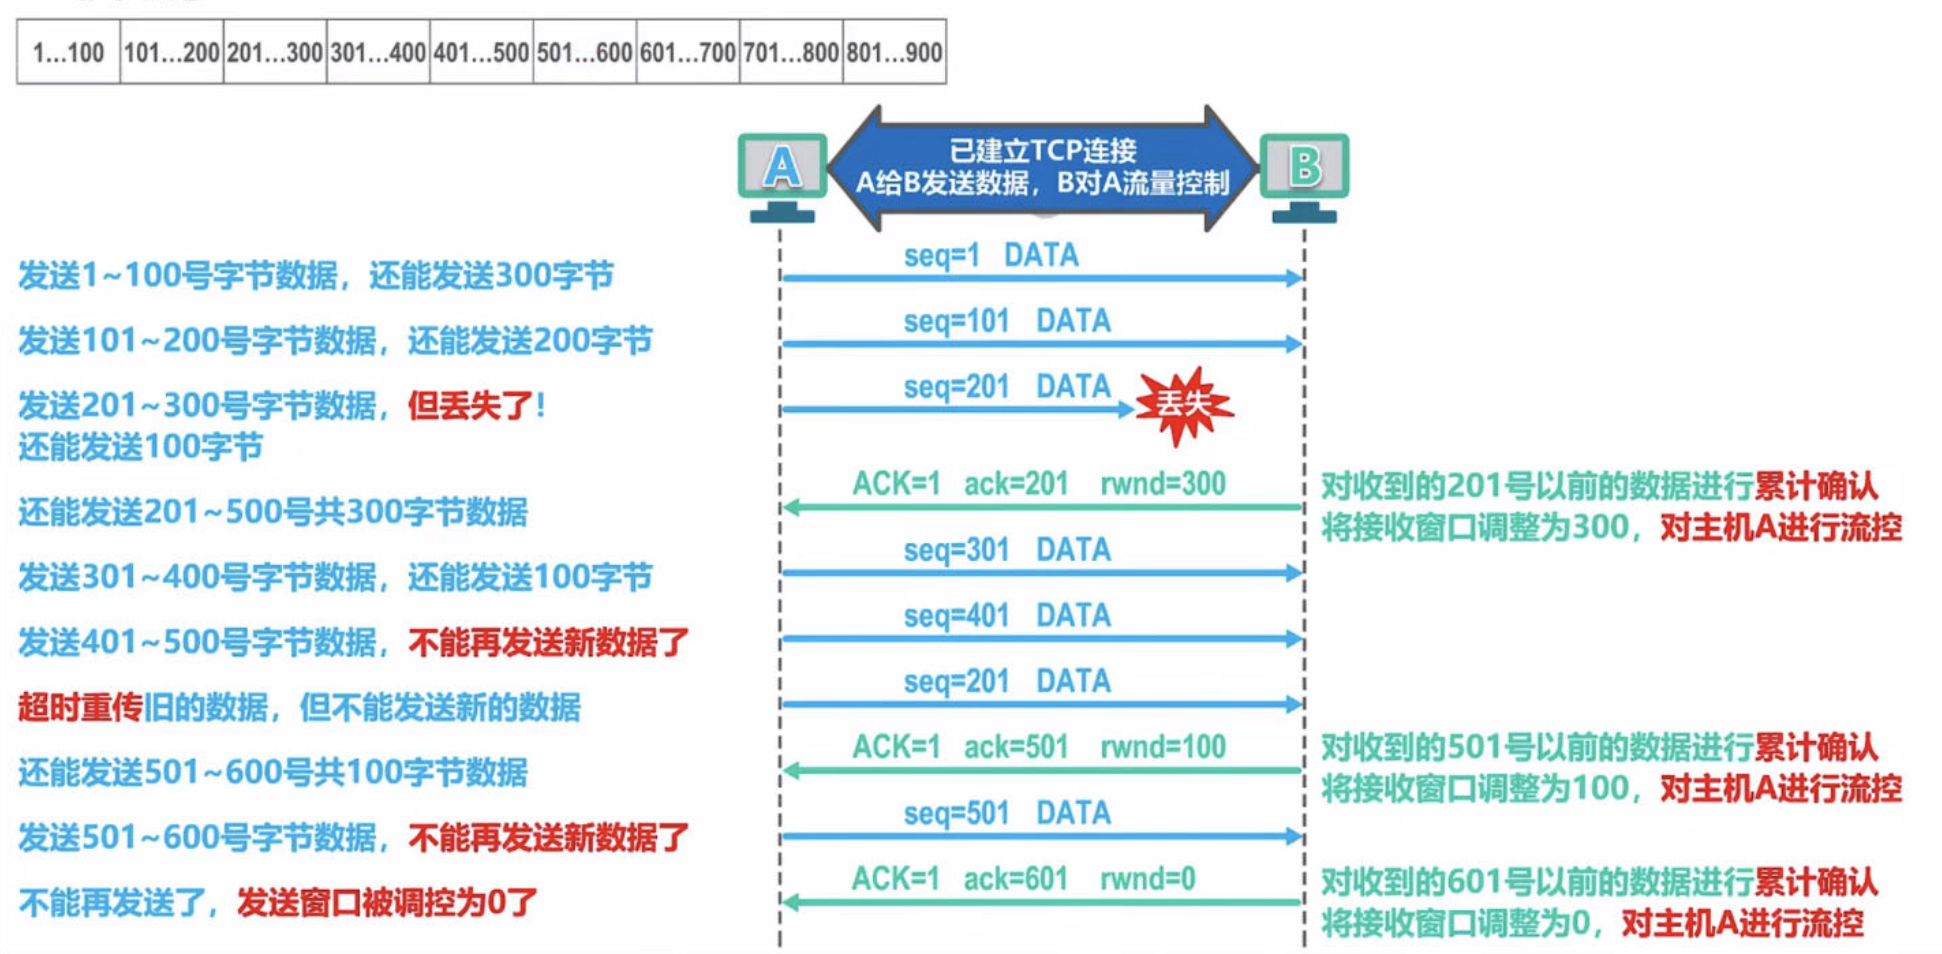 1...100 101...200 201...300 301...400 401...500 501...600 601...700 701...800 801...900
A
已建立TCP连接
A给B发送数据，B对A流量控制
B
发送1~100号字节数据，还能发送300字节
seq=1 DATA
发送101~200号字节数据，还能发送200字节
seq=101 DATA
发送201~300号字节数据，但丢失了！
还能发送100字节
seq=201 DATA
丢失
还能发送201~500号共300字节数据
ACK=1 ack=201 rwnd=300
对收到的201号以前的数据进行累计确认
将接收窗口调整为300，对主机A进行流控
发送301~400号字节数据，还能发送100字节
seq=301 DATA
发送401~500号字节数据，不能再发送新数据了
seq=401 DATA
超时重传旧的数据，但不能发送新的数据
seq=201 DATA
还能发送501~600号共100字节数据
ACK=1 ack=501 rwnd=100
对收到的501号以前的数据进行累计确认
将接收窗口调整为100，对主机A进行流控
发送501~600号字节数据，不能再发送新数据了
seq=501 DATA
不能再发送了，发送窗口被调控为0了
ACK=1 ack=601 rwnd=0
对收到的601号以前的数据进行累计确认
将接收窗口调整为0，对主机A进行流控